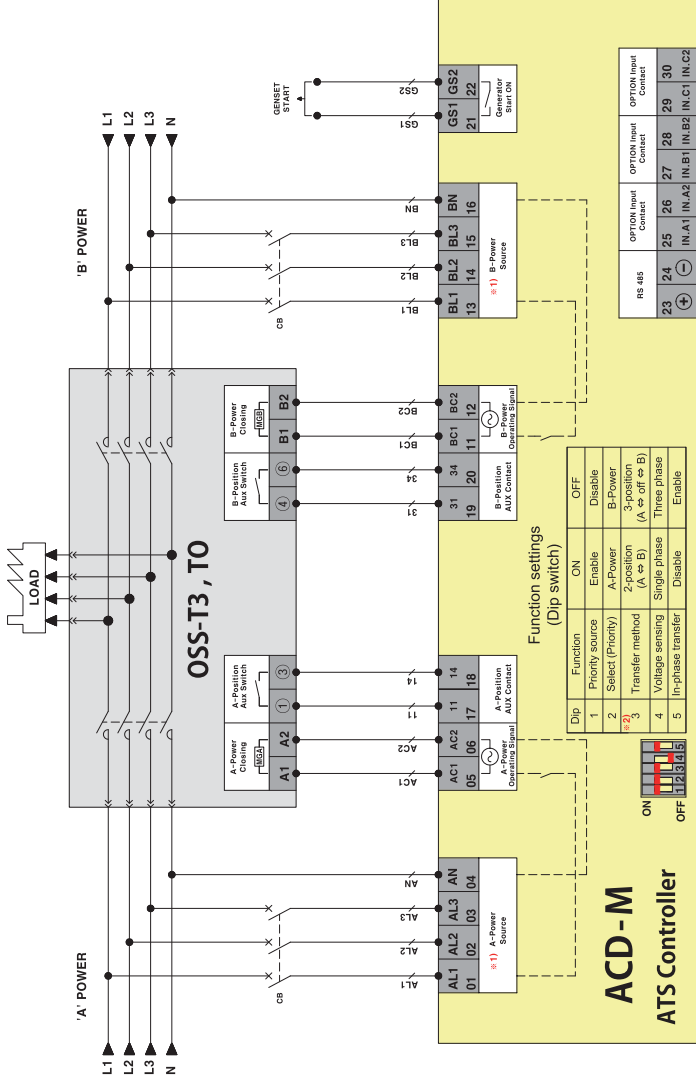 'A' POWER
L1
L2
L3
N
'B' POWER
L1
L2
L3
N
LOAD
OSS-T3 , TO
GENSET
START
CB
CB
A-Power
Closing
MGA
A-Position
Aux Switch
A1
A2
①
③
B-Position
Aux Switch
B-Power
Closing
MGB
④
⑥
B1
B2
AL1
AL2
AL3
AN
AC1
AC2
11
14
31
34
BC1
BC2
BL1
BL2
BL3
BN
GS1
GS2
AL1 AL2 AL3 AN
01 02 03 04
※1) A-Power
Source
AC1 AC2
05 06
A-Power
Operating Signal
11 14
17 18
A-Position
AUX Contact
31 34
19 20
B-Position
AUX Contact
BC1 BC2
11 12
B-Power
Operating Signal
BL1 BL2 BL3 BN
13 14 15 16
※1) B-Power
Source
GS1 GS2
21 22
Generator
Start ON
ACD-M
ATS Controller
ON
OFF
1 2 3 4 5
Function settings
(Dip switch)
Dip Function ON OFF
1 Priority source Enable Disable
2 Select (Priority) A-Power B-Power
※2) 3 Transfer method 2-position (A ⇔ B) 3-position (A ⇔ off ⇔ B)
4 Voltage sensing Single phase Three phase
5 In-phase transfer Disable Enable
RS 485
OPTION Input
Contact
OPTION Input
Contact
OPTION Input
Contact
23 24 25 26 27 28 29 30
+ − IN.A1 IN.A2 IN.B1 IN.B2 IN.C1 IN.C2